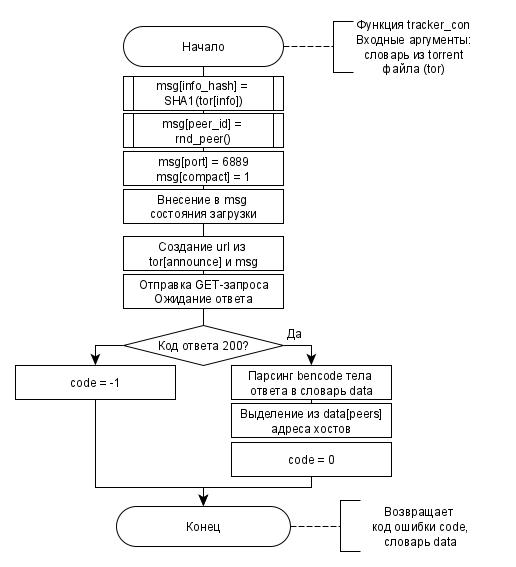 Функция tracker_con
Входные аргументы:
словарь из torrent
файла (tor)
Начало
msg[info_hash] =
SHA1(tor[info])
msg[peer_id] =
rnd_peer()
msg[port] = 6889
msg[compact] = 1
Внесение в msg
состояния загрузки
Создание url из
tor[announce] и msg
Отправка GET-запроса
Ожидание ответа
Код ответа 200?
Да
code = -1
Парсинг bencode тела
ответа в словарь data
Выделение из data[peers]
адреса хостов
code = 0
Конец
Возвращает
код ошибки code,
словарь data